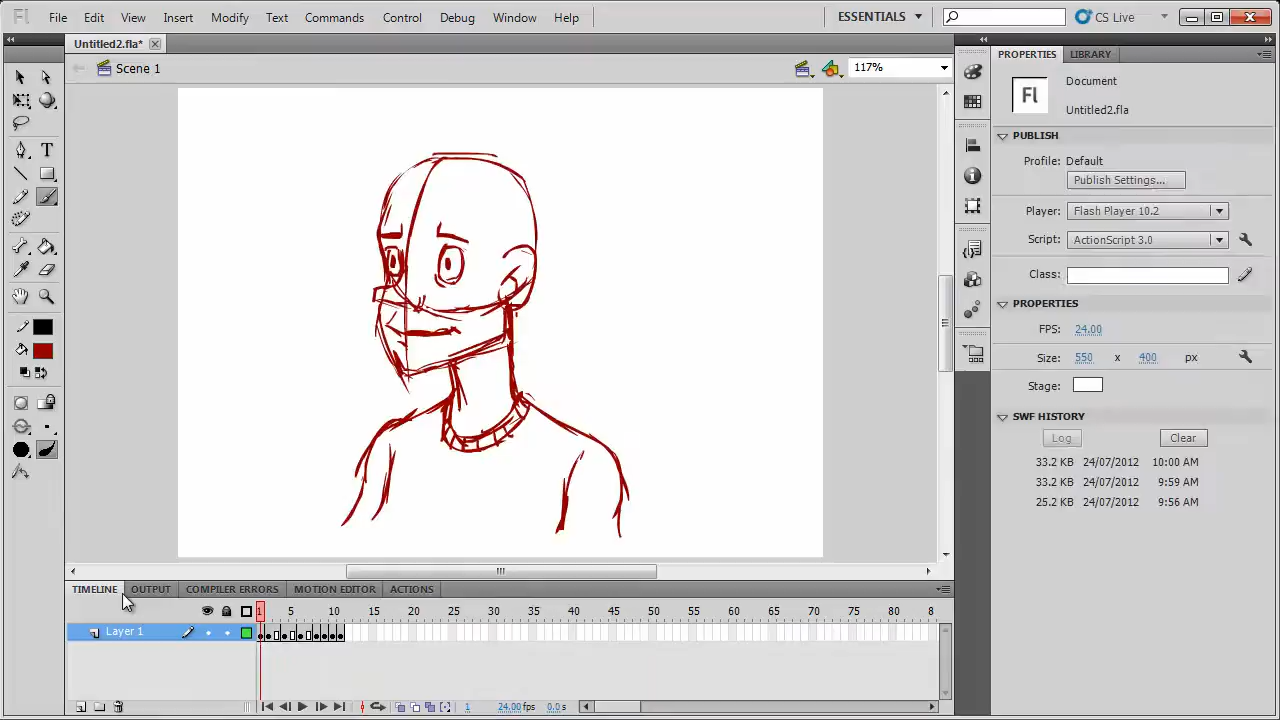 Fl File Edit View Insert Modify Text Commands Control Debug Window Help ESSENTIALS CS Live
Untitled2.fla*
Scene 1 117%
PROPERTIES LIBRARY
Fl Document
Untitled2.fla
PUBLISH
Profile: Default
Publish Settings...
Player: Flash Player 10.2
Script: ActionScript 3.0
Class:
PROPERTIES
FPS: 24.00
Size: 550 x 400 px
Stage:
SWF HISTORY
Log Clear
33.2 KB 24/07/2012 10:00 AM
33.2 KB 24/07/2012 9:59 AM
25.2 KB 24/07/2012 9:56 AM
T
TIMELINE OUTPUT COMPILER ERRORS MOTION EDITOR ACTIONS
1 5 10 15 20 25 30 35 40 45 50 55 60 65 70 75 80 8
Layer 1
1 24.00fps 0.0s